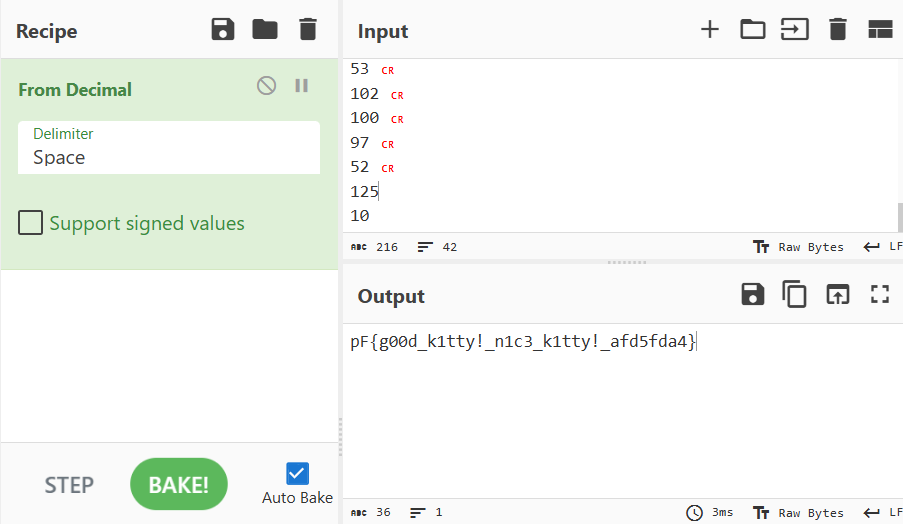 Recipe
From Decimal
Delimiter
Space
Support signed values
STEP
BAKE!
Auto Bake
Input
53 CR
102 CR
100 CR
97 CR
52 CR
125
10
ABC 216 42 Tт Raw Bytes LF
Output
pF{g00d_k1tty!_n1c3_k1tty!_afd5fda4}
ABC 36 1 3ms Tт Raw Bytes LF